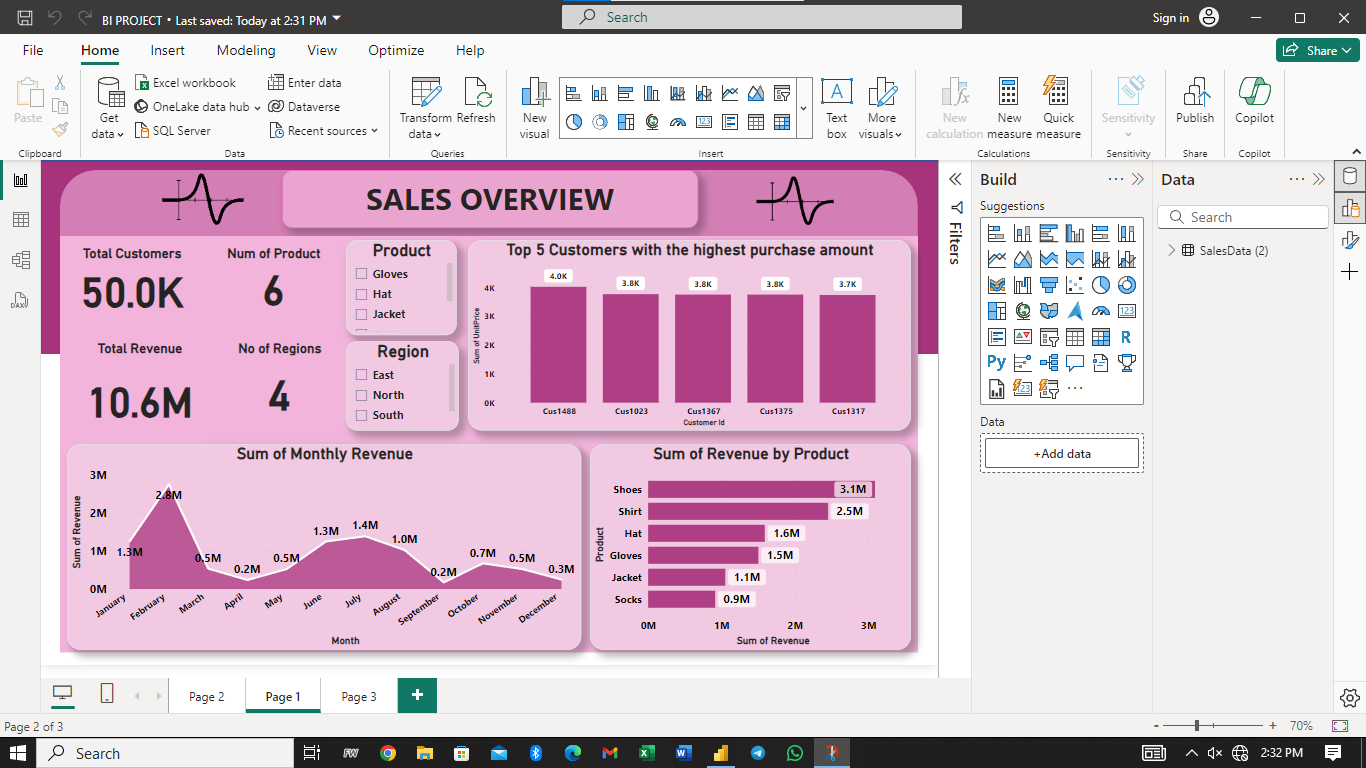 BI PROJECT • Last saved: Today at 2:31 PM
Search
Sign in
File Home Insert Modeling View Optimize Help
Share
Paste
Get data
Excel workbook
OneLake data hub
SQL Server
Enter data
Dataverse
Recent sources
Transform data
Refresh
New visual
Text box
More visuals
New calculation
New measure
Quick measure
Sensitivity
Publish
Copilot
Clipboard Data Queries Insert Calculations Sensitivity Share Copilot
SALES OVERVIEW
Total Customers
50.0K
Num of Product
6
Total Revenue
10.6M
No of Regions
4
Product
Gloves
Hat
Jacket
Region
East
North
South
Top 5 Customers with the highest purchase amount
Sum of UnitPrice
4K
3K
2K
1K
0K
4.0K 3.8K 3.8K 3.8K 3.7K
Cus1488 Cus1023 Cus1367 Cus1375 Cus1317
Customer Id
Sum of Monthly Revenue
Sum of Revenue
3M
2M
1M
0M
1.3M 2.8M 0.5M 0.2M 0.5M 1.3M 1.4M 1.0M 0.2M 0.7M 0.5M 0.3M
January February March April May June July August September October November December
Month
Sum of Revenue by Product
Product
Shoes 3.1M
Shirt 2.5M
Hat 1.6M
Gloves 1.5M
Jacket 1.1M
Socks 0.9M
0M 1M 2M 3M
Sum of Revenue
Filters
Build
Suggestions
R
Py
123
123
Data
+Add data
Data
Search
SalesData (2)
Page 2 Page 1 Page 3
Page 2 of 3
- + 70%
Search
2:32 PM